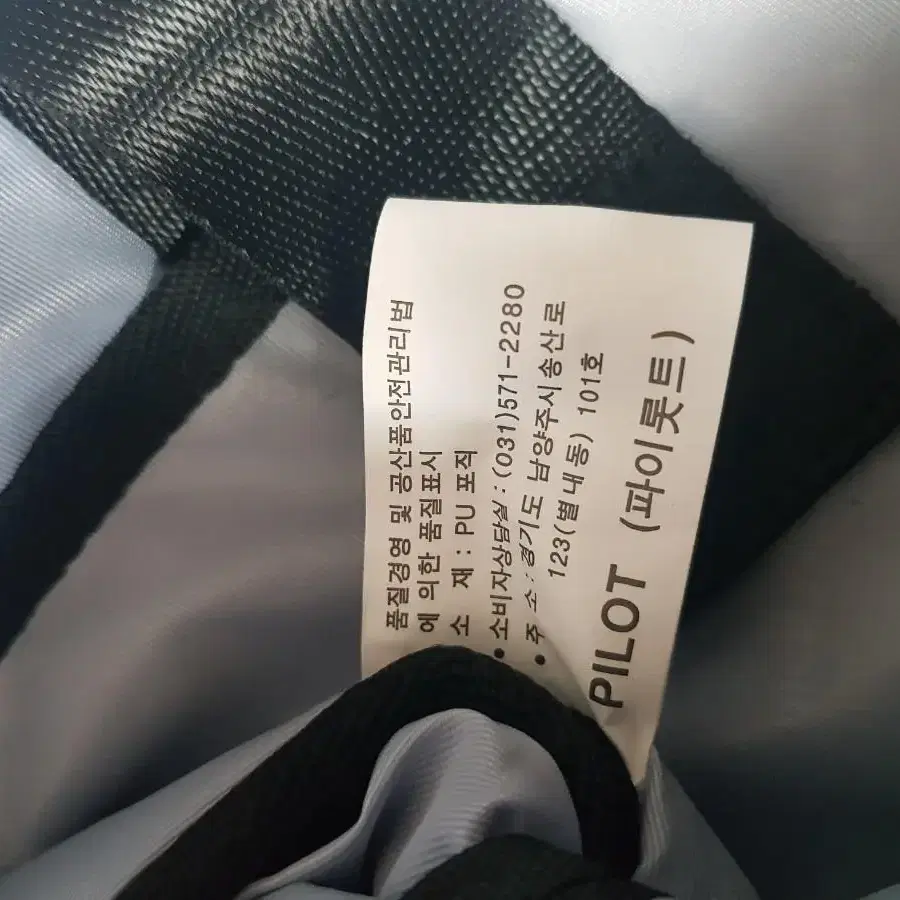 품질경영 및 공산품안전관리법
에 의한 품질표시
소 재 : PU 포직
• 소비자상담실 : (031)571-2280
• 주 소 : 경기도 남양주시송산로
123(별내동) 101호
PILOT (파이롯트)